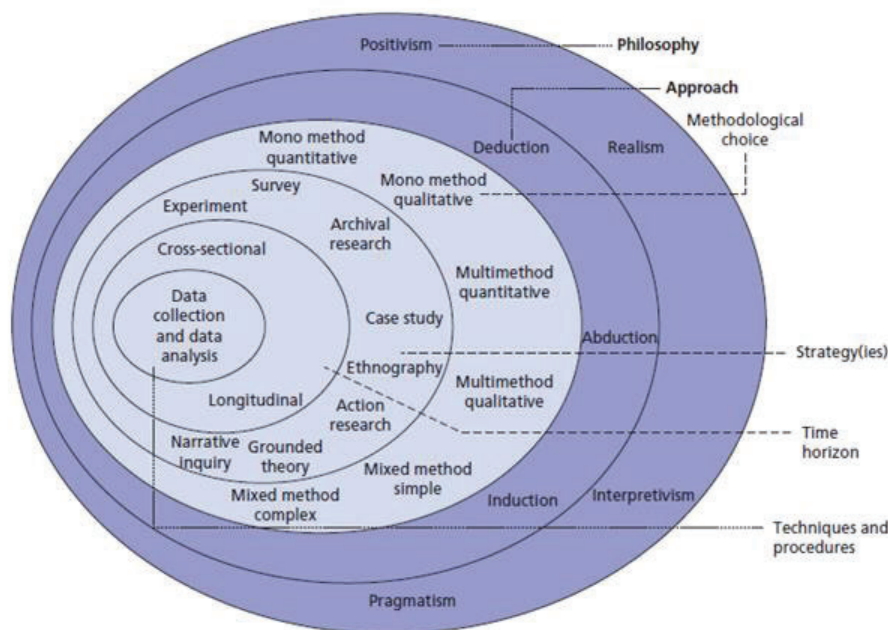 Positivism
Philosophy
Approach
Methodological
choice
Mono method
quantitative
Deduction
Realism
Survey
Mono method
qualitative
Experiment
Archival
research
Cross-sectional
Multimethod
quantitative
Data
collection
and data
analysis
Case study
Abduction
Strategy(ies)
Ethnography
Multimethod
qualitative
Longitudinal
Action
research
Time
horizon
Narrative
inquiry
Grounded
theory
Mixed method
simple
Mixed method
complex
Induction
Interpretivism
Techniques and
procedures
Pragmatism